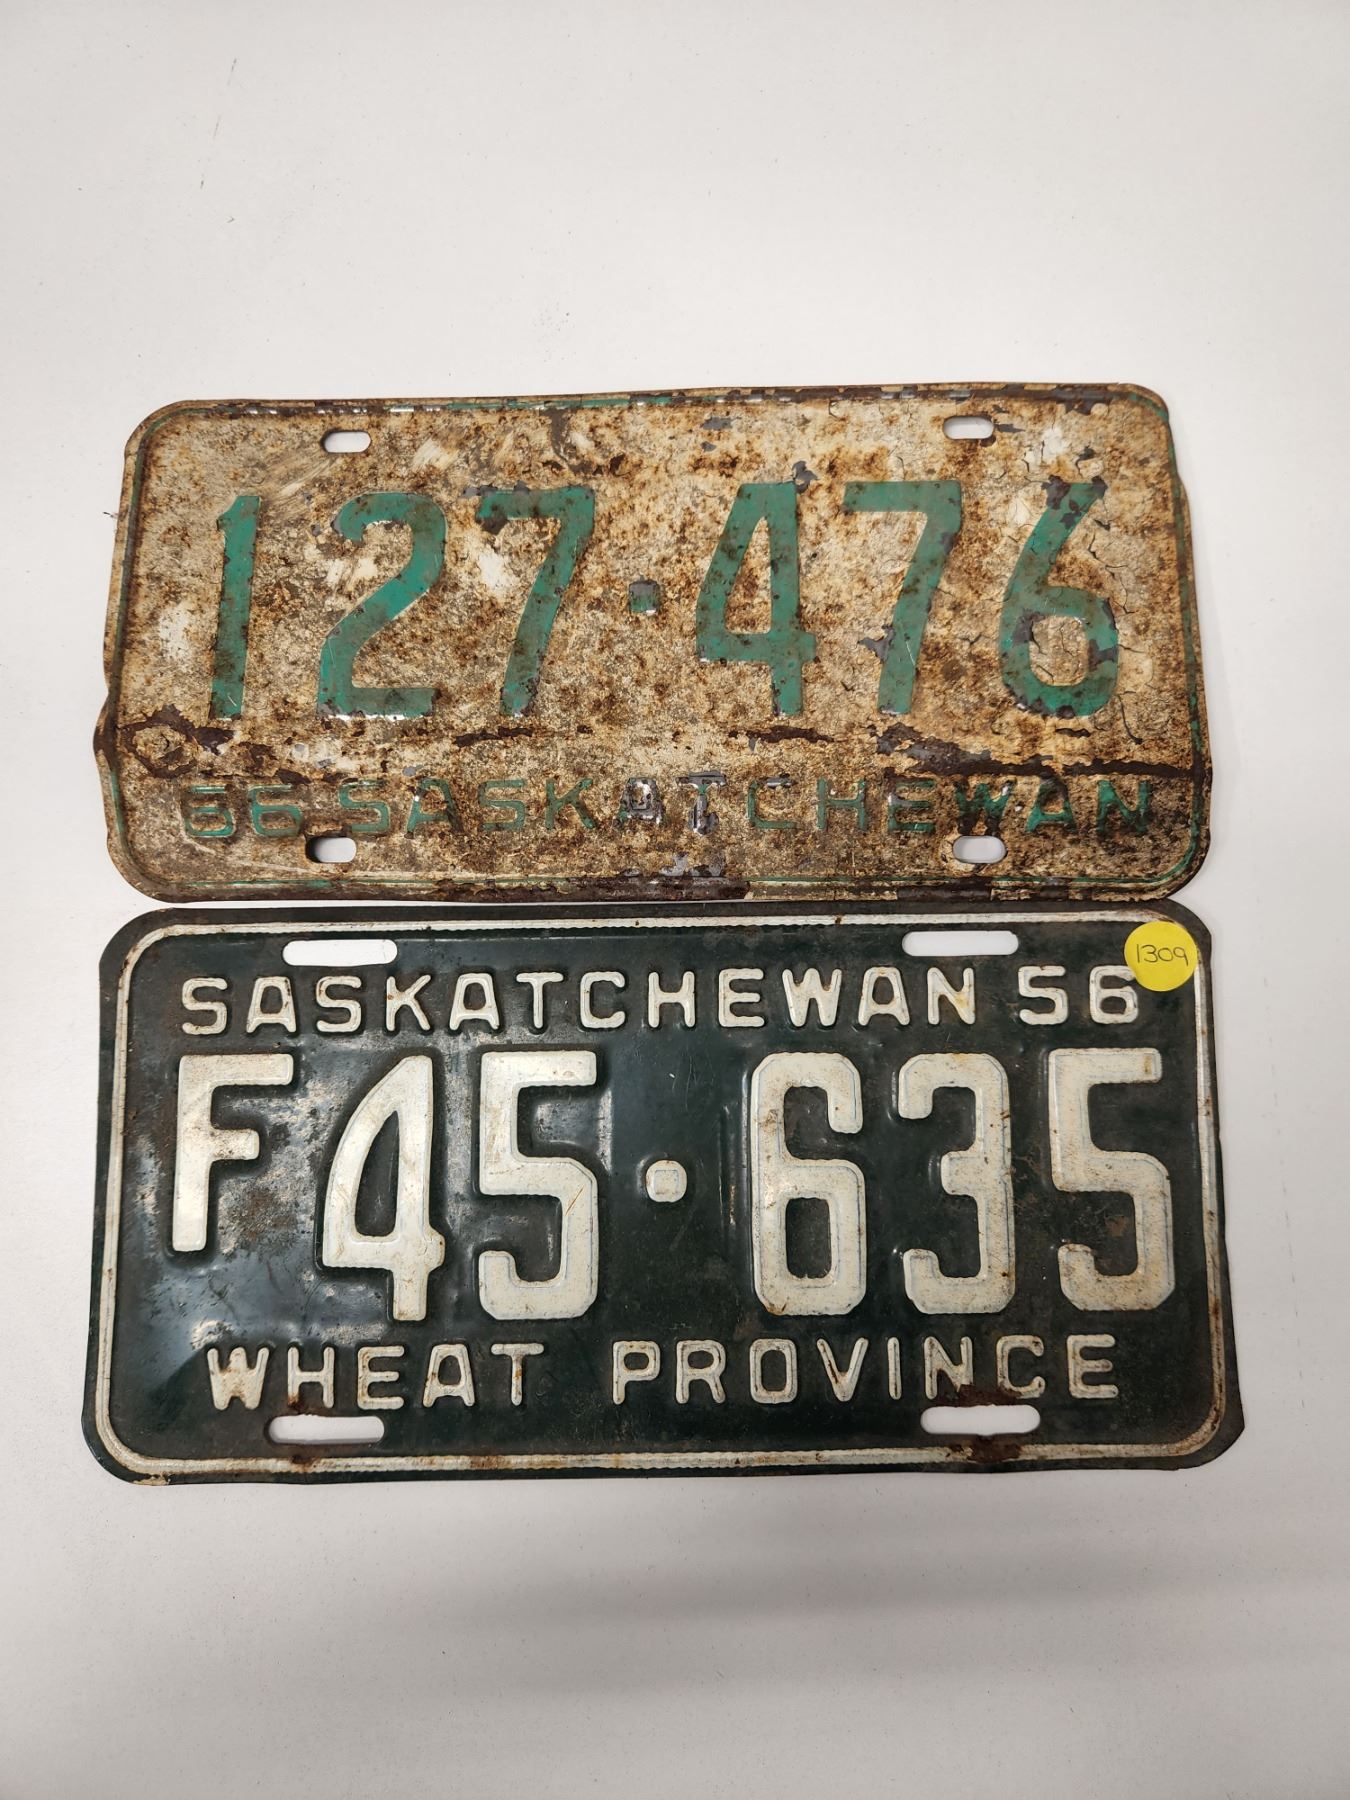 127·476
66 SASKATCHEWAN
1309
SASKATCHEWAN 56
F45·635
WHEAT PROVINCE